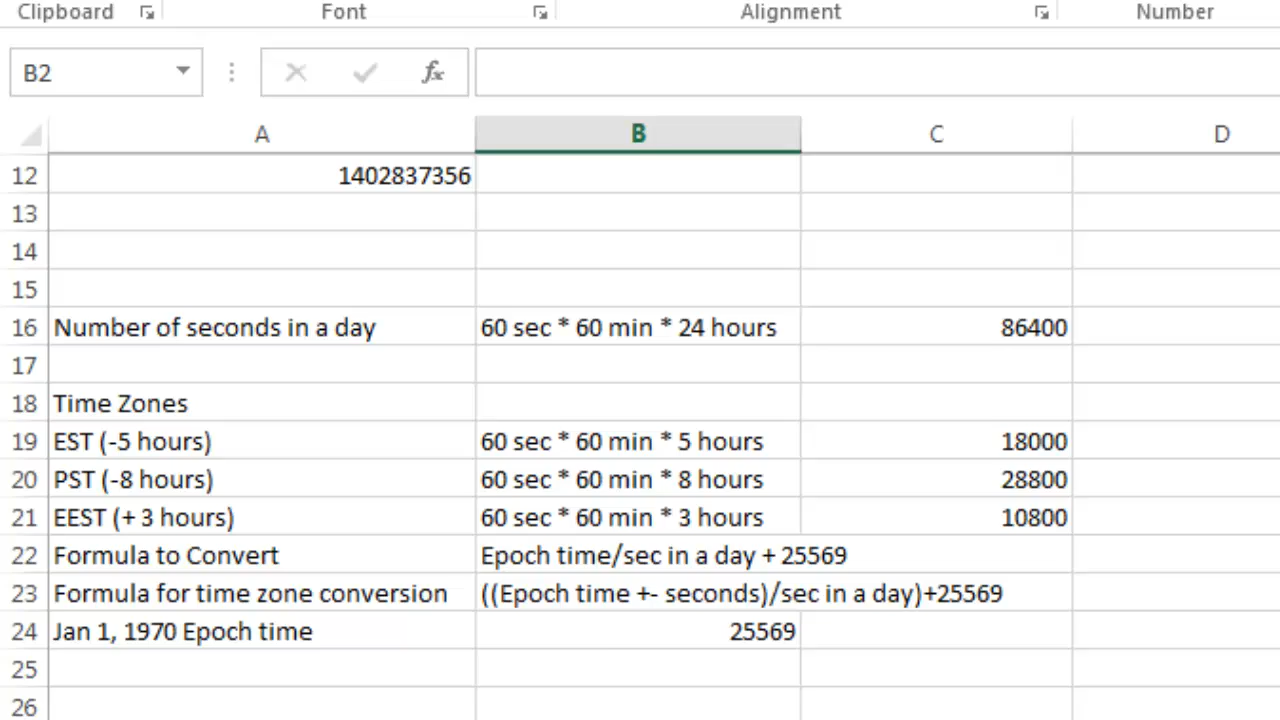 Clipboard Font Alignment Number
B2 fx
A B C D
12 1402837356
13
14
15
16 Number of seconds in a day 60 sec * 60 min * 24 hours 86400
17
18 Time Zones
19 EST (-5 hours) 60 sec * 60 min * 5 hours 18000
20 PST (-8 hours) 60 sec * 60 min * 8 hours 28800
21 EEST (+ 3 hours) 60 sec * 60 min * 3 hours 10800
22 Formula to Convert Epoch time/sec in a day + 25569
23 Formula for time zone conversion ((Epoch time +- seconds)/sec in a day)+25569
24 Jan 1, 1970 Epoch time 25569
25
26